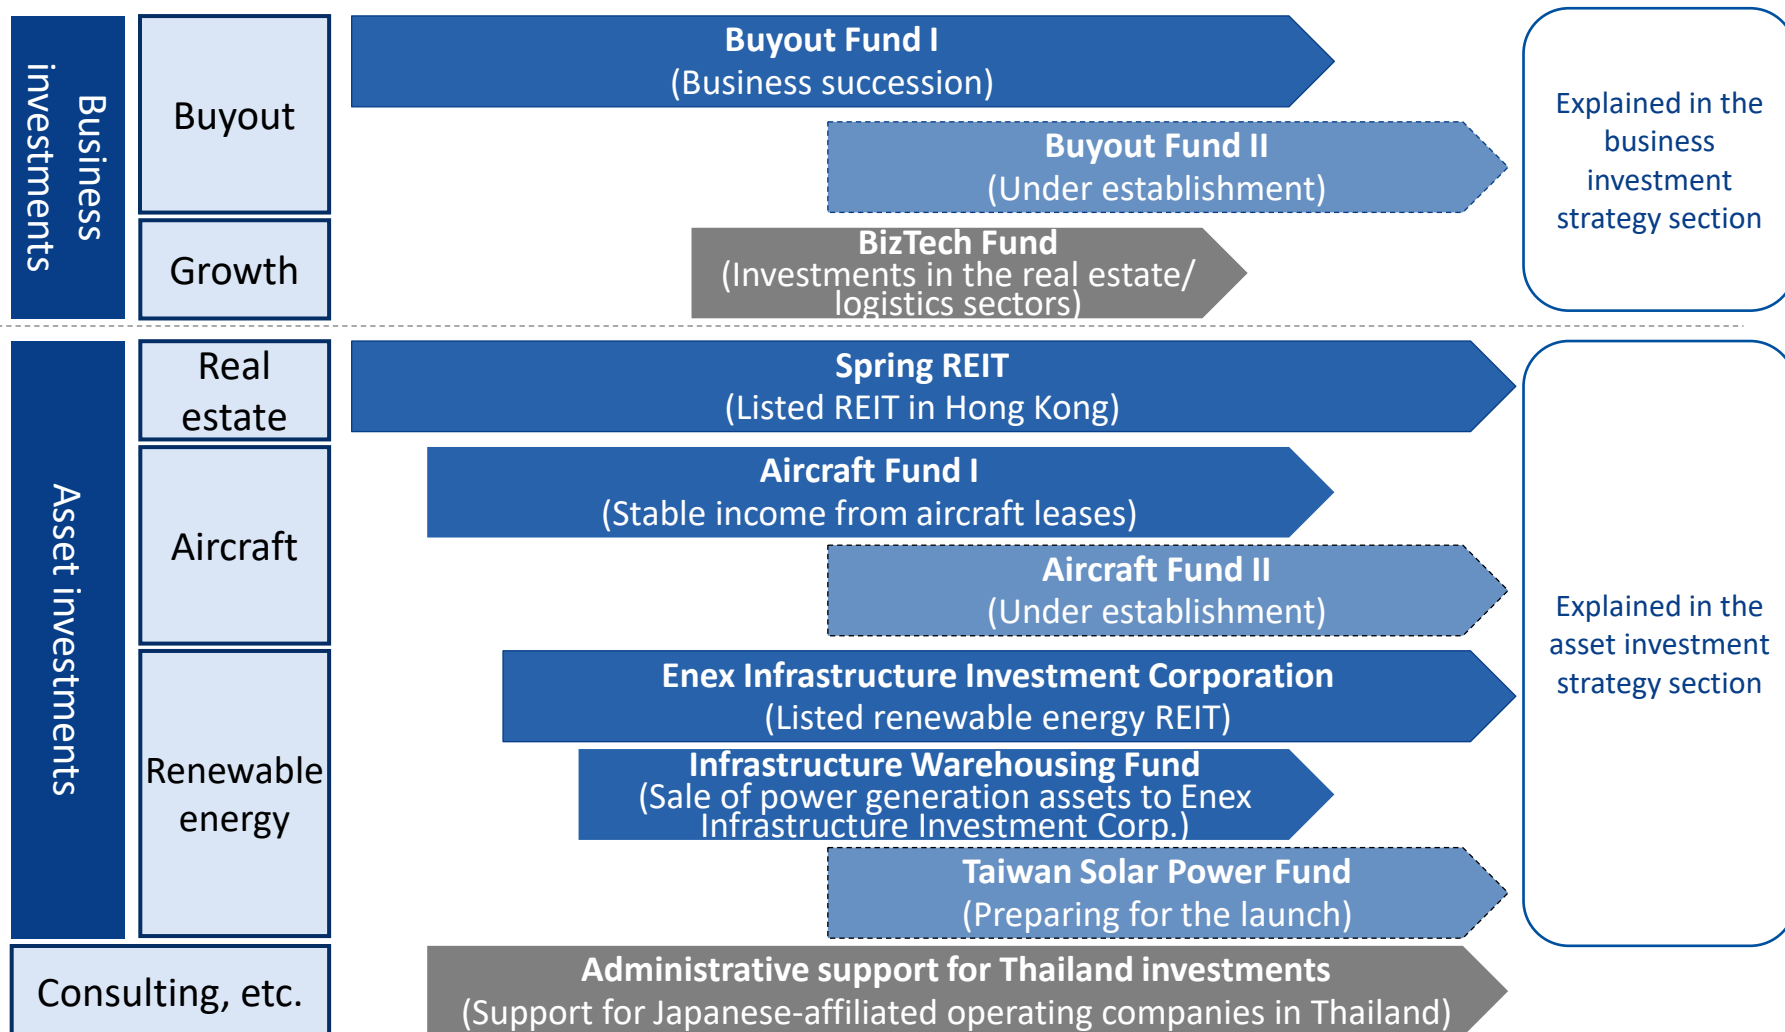 Business
investments
Buyout
Buyout Fund I
(Business succession)
Buyout Fund II
(Under establishment)
Growth
BizTech Fund
(Investments in the real estate/
logistics sectors)
Explained in the
business
investment
strategy section
Asset investments
Real
estate
Spring REIT
(Listed REIT in Hong Kong)
Aircraft
Aircraft Fund I
(Stable income from aircraft leases)
Aircraft Fund II
(Under establishment)
Renewable
energy
Enex Infrastructure Investment Corporation
(Listed renewable energy REIT)
Infrastructure Warehousing Fund
(Sale of power generation assets to Enex
Infrastructure Investment Corp.)
Taiwan Solar Power Fund
(Preparing for the launch)
Explained in the
asset investment
strategy section
Consulting, etc.
Administrative support for Thailand investments
(Support for Japanese-affiliated operating companies in Thailand)